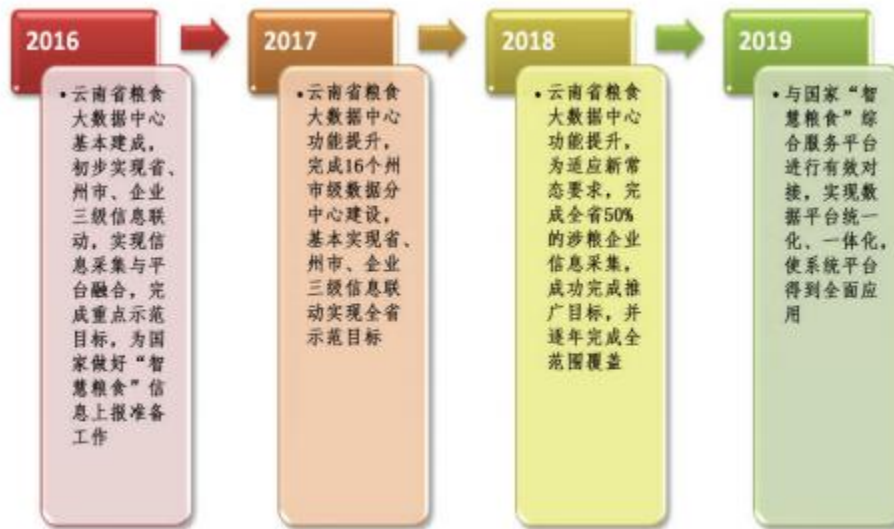 2016
•云南省粮食
大数据中心
基本建成，
初步实现省、
州市、企业
三级信息联
动，实现信
息采集与平
台融合，完
成重点示范
目标，为国
家做好“智
慧粮食”信
息上报准备
工作
2017
•云南省粮食
大数据中心
功能提升，
完成16个州
市级数据分
中心建设，
基本实现省、
州市、企业
三级信息联
动实现全省
示范目标
2018
•云南省粮食
大数据中心
功能提升，
为适应新常
态要求，完
成全省50%
的涉粮企业
信息采集，
成功完成推
广目标，并
逐年完成全
范围覆盖
2019
•与国家“智
慧粮食”综
合服务平台
进行有效对
接，实现数
据平台统一
化、一体化，
使系统平台
得到全面应
用